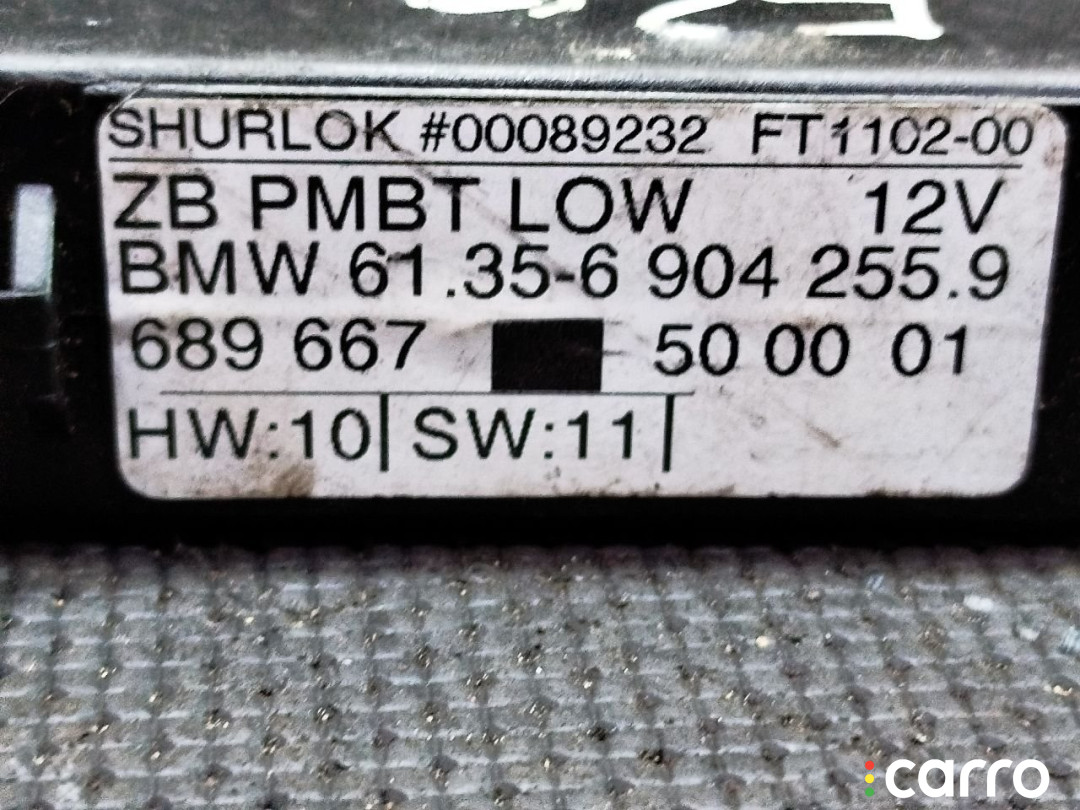 SHURLOK #00089232 FT1102-00
ZB PMBT LOW 12V
BMW 61.35-6 904 255.9
689 667 50 00 01
HW:10| SW:11|
carro